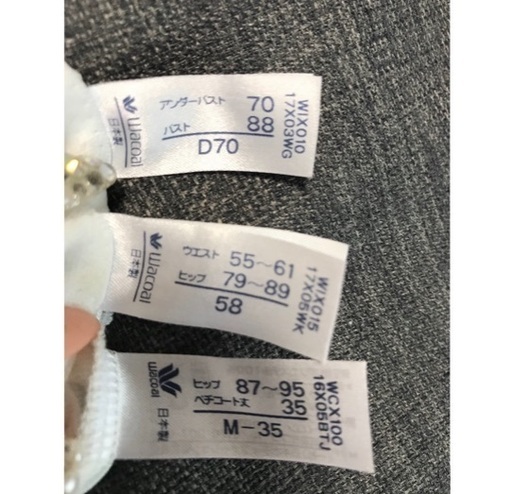 Wacoal
日本製
アンダーバスト 70
バスト 88
D70
WIX010
17X03WG
Wacoal
日本製
ウエスト 55〜61
ヒップ 79〜89
58
WIX015
17X05WK
Wacoal
日本製
ヒップ 87〜95
ペチコート丈 35
M-35
WCX100
16X05BTJ